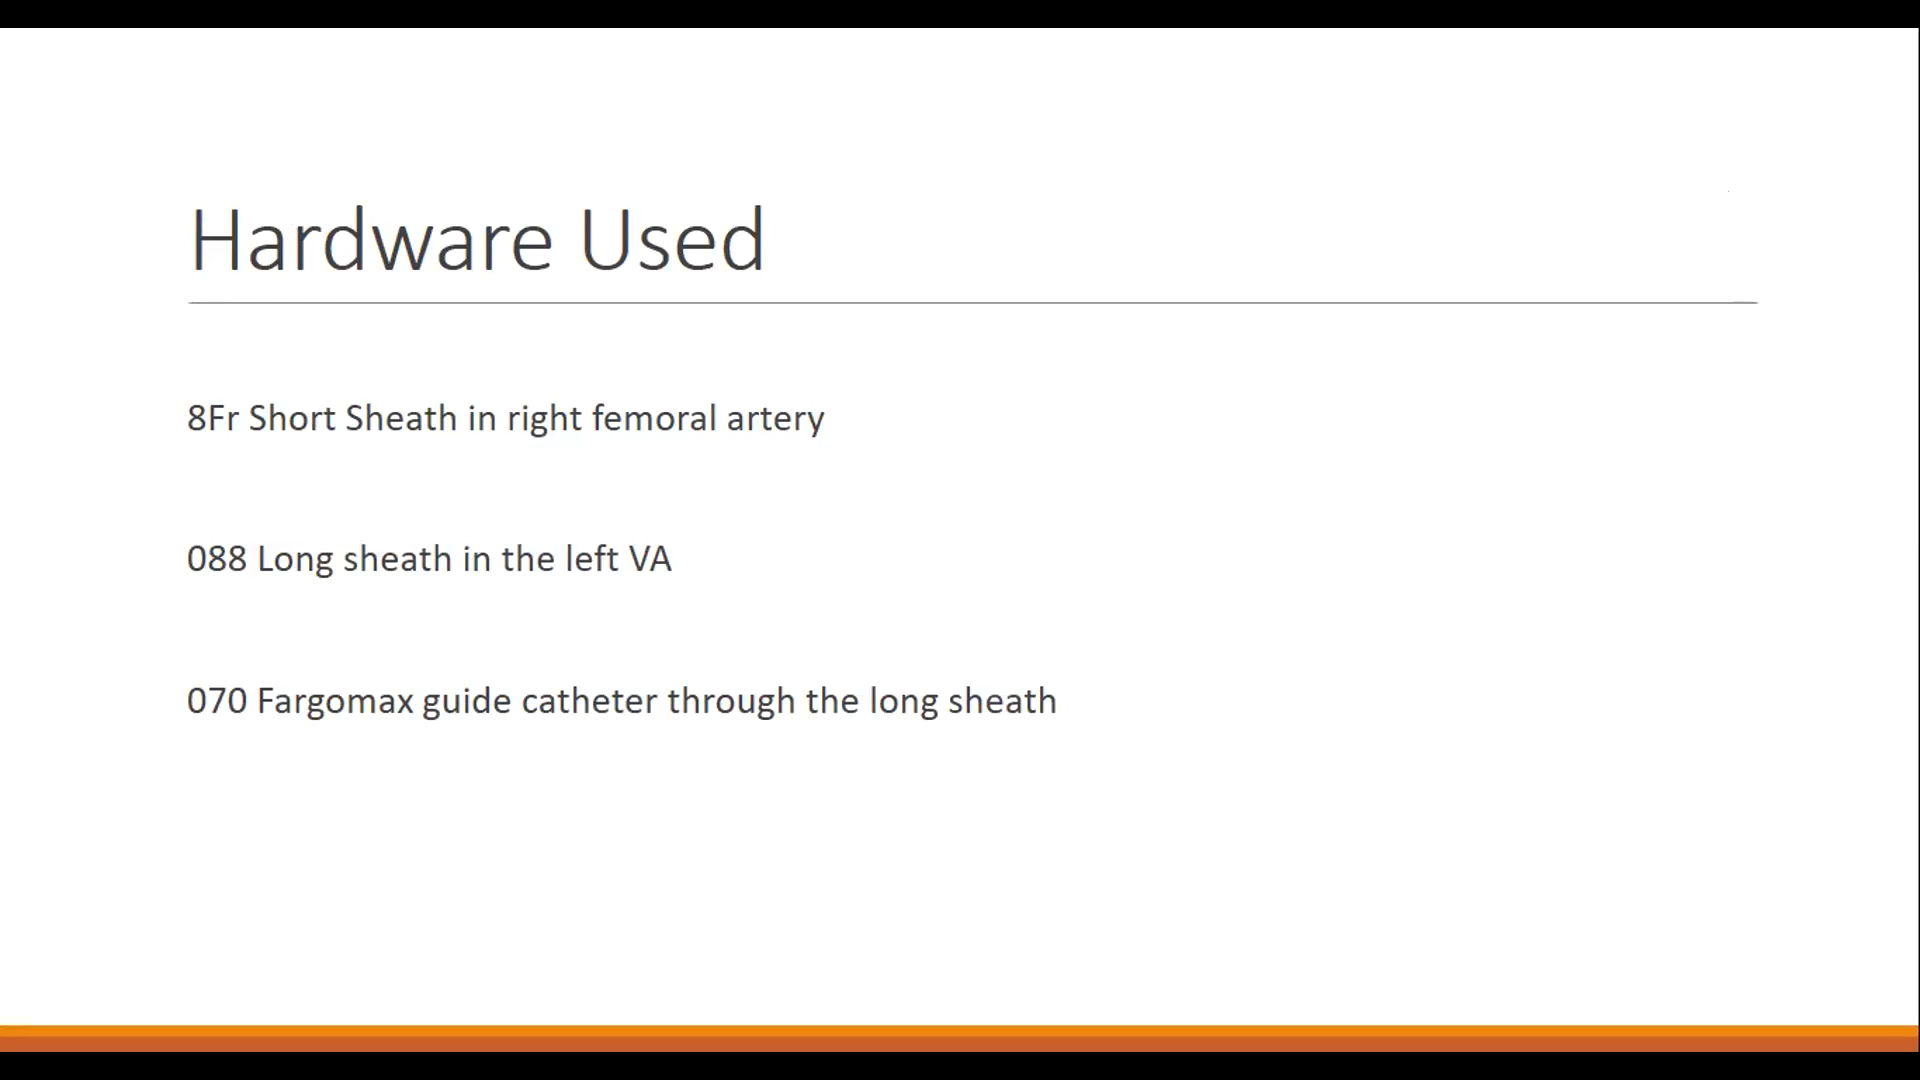 Hardware Used
8Fr Short Sheath in right femoral artery
088 Long sheath in the left VA
070 Fargomax guide catheter through the long sheath